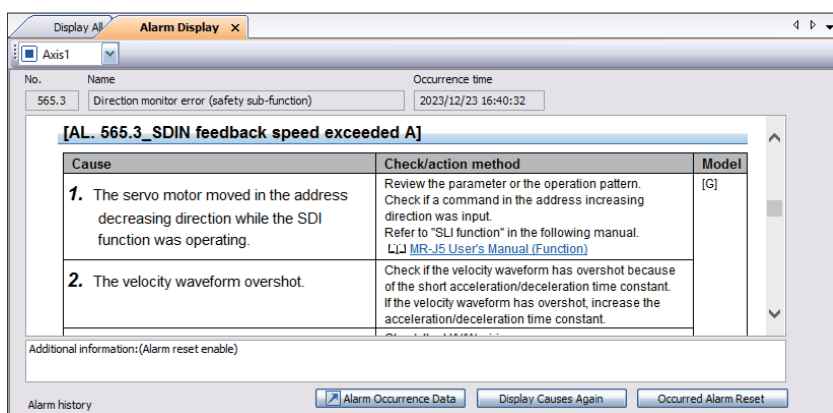 Display All
Alarm Display ×
Axis1
No. Name Occurrence time
565.3 Direction monitor error (safety sub-function) 2023/12/23 16:40:32
[AL. 565.3_SDIN feedback speed exceeded A]
Cause Check/action method Model
1. The servo motor moved in the address
decreasing direction while the SDI
function was operating.
Review the parameter or the operation pattern.
Check if a command in the address increasing
direction was input.
Refer to "SLI function" in the following manual.
MR-J5 User's Manual (Function)
[G]
2. The velocity waveform overshot.
Check if the velocity waveform has overshot because
of the short acceleration/deceleration time constant.
If the velocity waveform has overshot, increase the
acceleration/deceleration time constant.
Additional information:(Alarm reset enable)
Alarm history
Alarm Occurrence Data
Display Causes Again
Occurred Alarm Reset